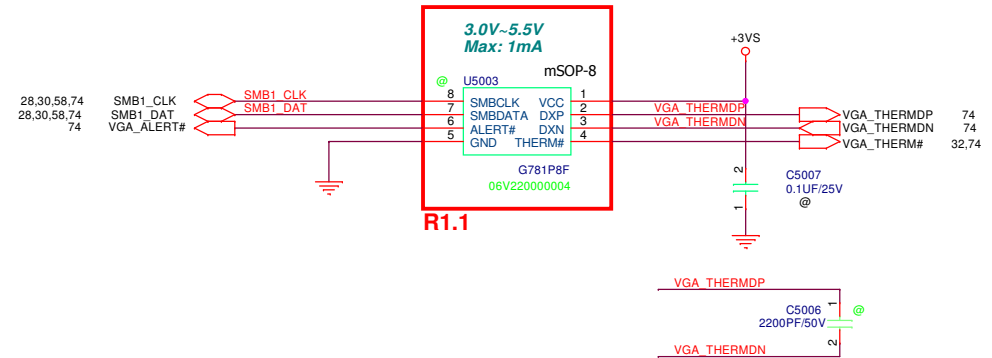 3.0V~5.5V
Max: 1mA
+3VS
mSOP-8
@
U5003
28,30,58,74 SMB1_CLK SMB1_CLK 8 SMBCLK VCC 1
28,30,58,74 SMB1_DAT SMB1_DAT 7 SMBDATA DXP 2 VGA_THERMDP VGA_THERMDP 74
74 VGA_ALERT# 6 ALERT# DXN 3 VGA_THERMDN VGA_THERMDN 74
5 GND THERM# 4 VGA_THERM# 32,74
G781P8F
06V220000004
R1.1
2
C5007
0.1UF/25V
1
@
VGA_THERMDP
1
C5006
@
2200PF/50V
2
VGA_THERMDN